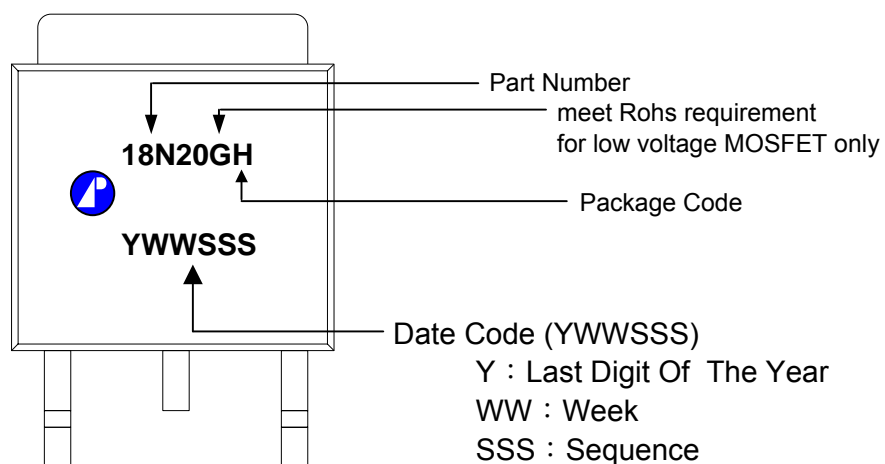 Part Number
meet Rohs requirement
for low voltage MOSFET only
18N20GH
Package Code
YWWSSS
Date Code (YWWSSS)
Y：Last Digit Of The Year
WW：Week
SSS：Sequence